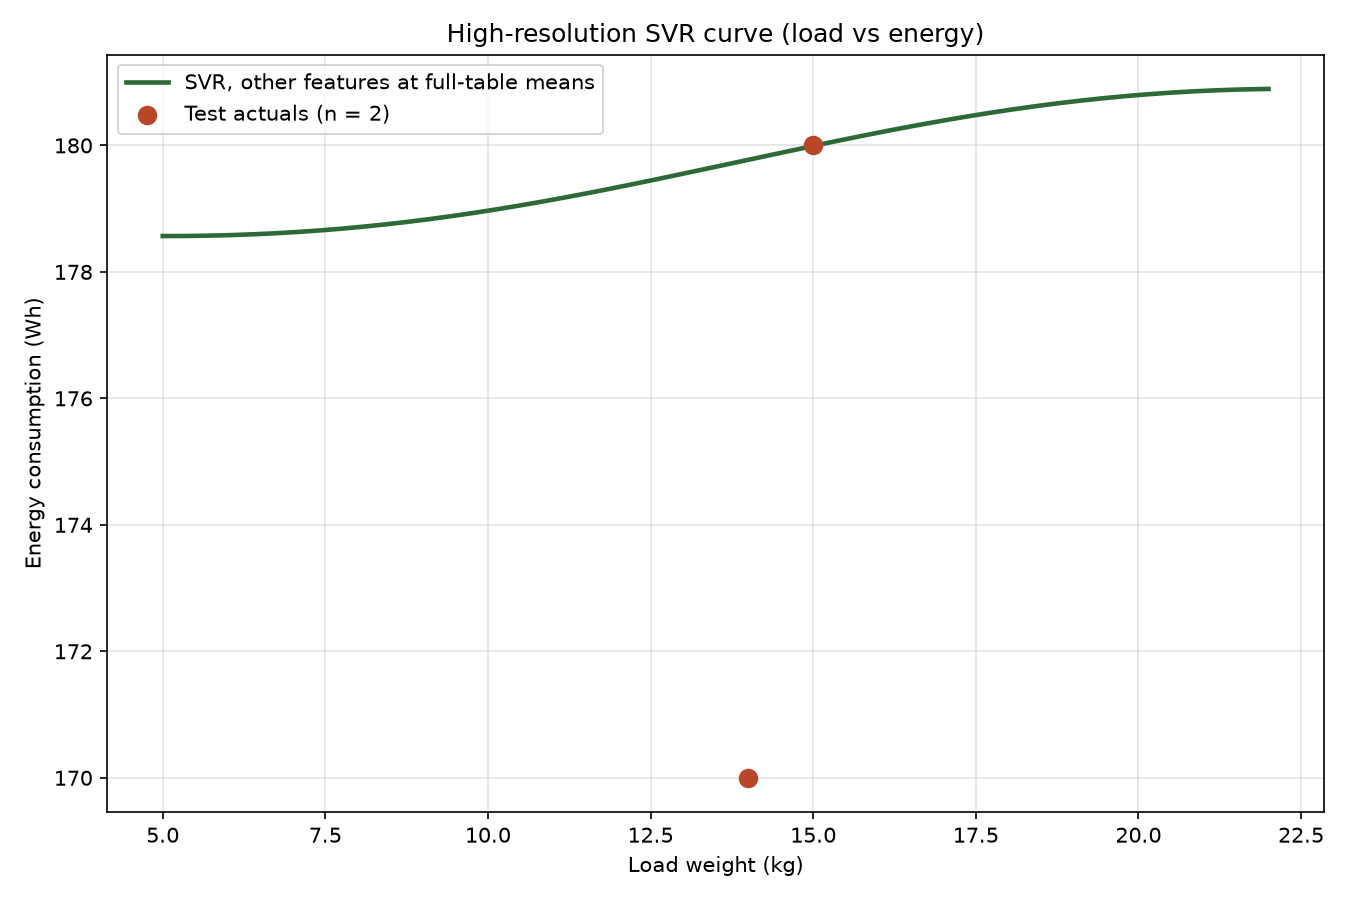 High-resolution SVR curve (load vs energy)
SVR, other features at full-table means
Test actuals (n = 2)
Energy consumption (Wh)
180
178
176
174
172
170
5.0 7.5 10.0 12.5 15.0 17.5 20.0 22.5
Load weight (kg)